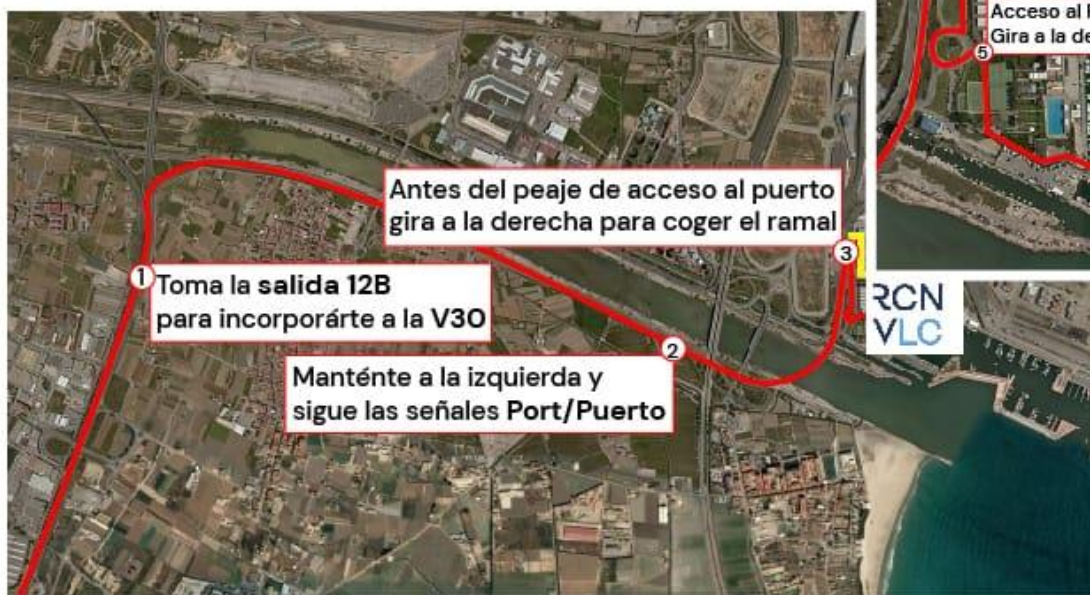 Acceso al
Gira a la
5
Antes del peaje de acceso al puerto
gira a la derecha para coger el ramal
3
1
Toma la salida 12B
para incorporárte a la V30
RCN
VLC
2
Manténte a la izquierda y
sigue las señales Port/Puerto